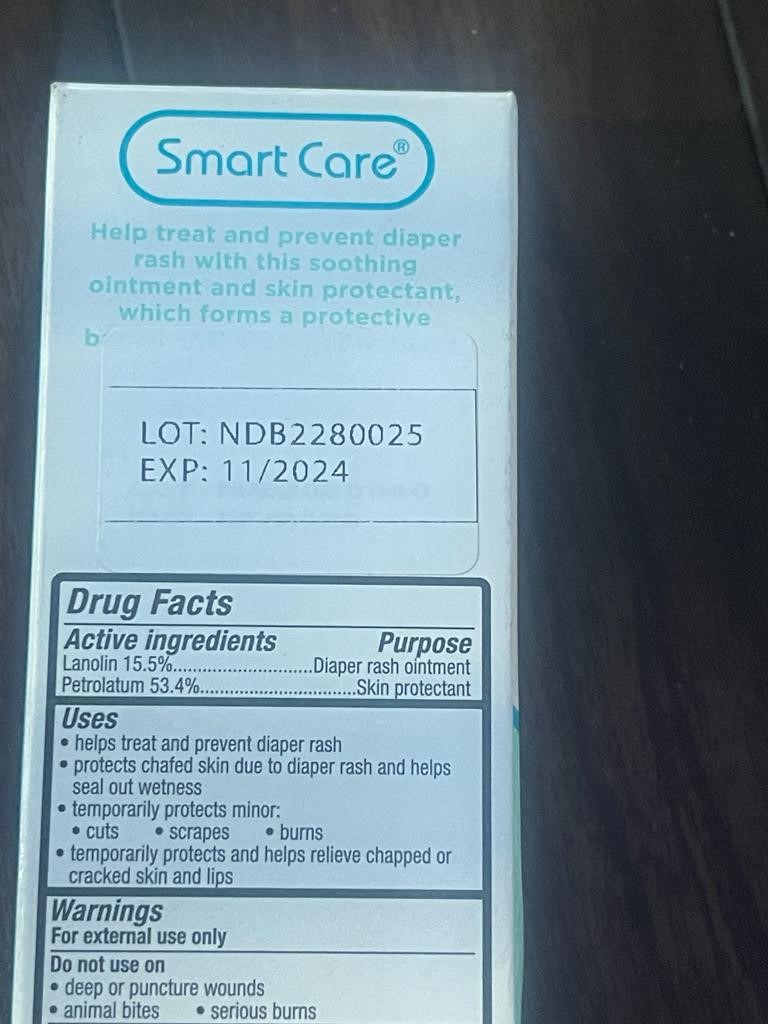 Smart Care®
Help treat and prevent diaper
rash with this soothing
ointment and skin protectant,
which forms a protective
LOT: NDB2280025
EXP: 11/2024
Drug Facts
Active ingredients Purpose
Lanolin 15.5%..............................Diaper rash ointment
Petrolatum 53.4%.................................Skin protectant
Uses
• helps treat and prevent diaper rash
• protects chafed skin due to diaper rash and helps
seal out wetness
• temporarily protects minor:
• cuts • scrapes • burns
• temporarily protects and helps relieve chapped or
cracked skin and lips
Warnings
For external use only
Do not use on
• deep or puncture wounds
• animal bites • serious burns